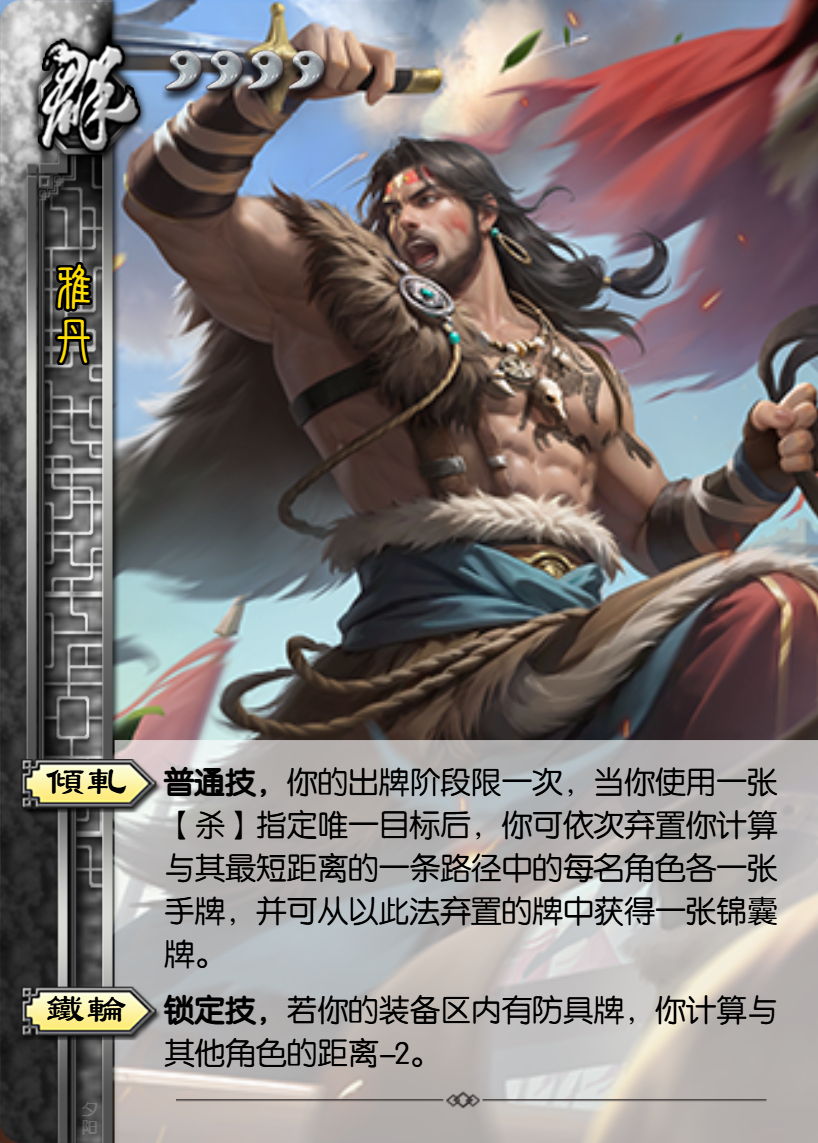 群
雅丹
傾軋
普通技，你的出牌阶段限一次，当你使用一张
【杀】指定唯一目标后，你可依次弃置你计算
与其最短距离的一条路径中的每名角色各一张
手牌，并可从以此法弃置的牌中获得一张锦囊
牌。
鐵輪
锁定技，若你的装备区内有防具牌，你计算与
其他角色的距离-2。
夕阳